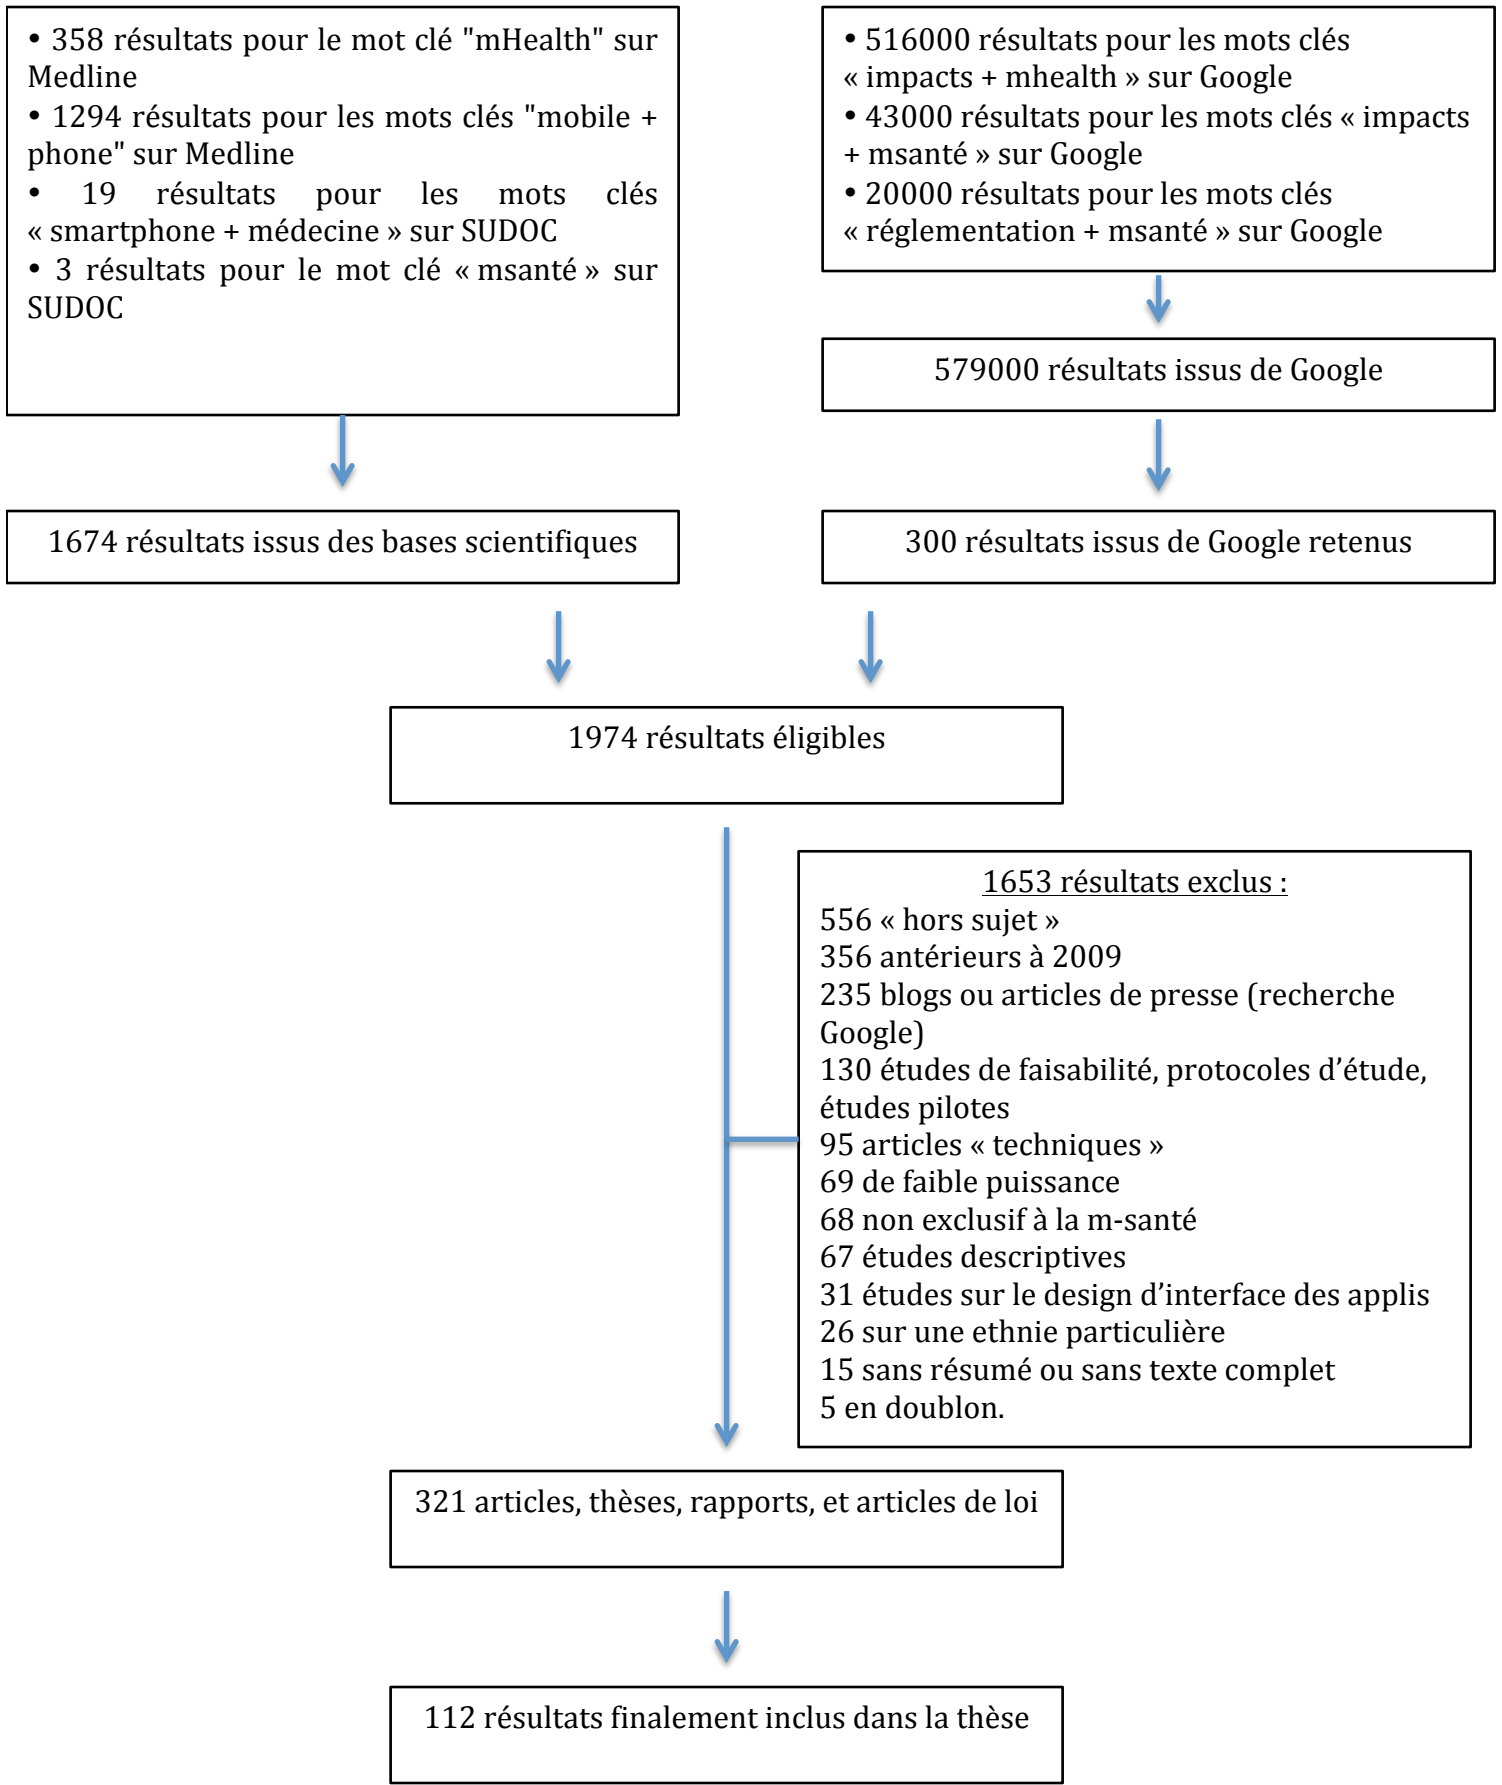 • 358 résultats pour le mot clé "mHealth" sur
Medline
• 1294 résultats pour les mots clés "mobile +
phone" sur Medline
• 19 résultats pour les mots clés
« smartphone + médecine » sur SUDOC
• 3 résultats pour le mot clé « msanté » sur
SUDOC
• 516000 résultats pour les mots clés
« impacts + mhealth » sur Google
• 43000 résultats pour les mots clés « impacts
+ msanté » sur Google
• 20000 résultats pour les mots clés
« réglementation + msanté » sur Google
579000 résultats issus de Google
1674 résultats issus des bases scientifiques
300 résultats issus de Google retenus
1974 résultats éligibles
1653 résultats exclus :
556 « hors sujet »
356 antérieurs à 2009
235 blogs ou articles de presse (recherche
Google)
130 études de faisabilité, protocoles d’étude,
études pilotes
95 articles « techniques »
69 de faible puissance
68 non exclusif à la m-santé
67 études descriptives
31 études sur le design d’interface des applis
26 sur une ethnie particulière
15 sans résumé ou sans texte complet
5 en doublon.
321 articles, thèses, rapports, et articles de loi
112 résultats finalement inclus dans la thèse